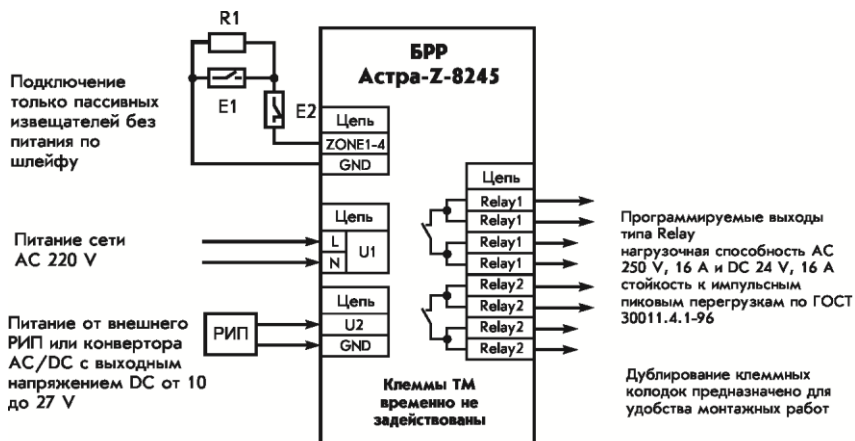 R1
БРР
Астра-Z-8245
Подключение
только пассивных
извещателей без
питания по
шлейфу
E1
E2
Цепь
ZONE1-4
GND
Цепь
Relay1
Relay1
Relay1
Relay1
Relay2
Relay2
Relay2
Relay2
Программируемые выходы
типа Relay
нагрузочная способность AC
250 V, 16 A и DC 24 V, 16 A
стойкость к импульсным
пиковым перегрузкам по ГОСТ
30011.4.1-96
Питание сети
AC 220 V
Цепь
L
N
U1
Питание от внешнего
РИП или конвертора
AC/DC с выходным
напряжением DC от 10
до 27 V
РИП
Цепь
U2
GND
Клеммы ТМ
временно не
задействованы
Дублирование клеммных
колодок предназначено для
удобства монтажных работ